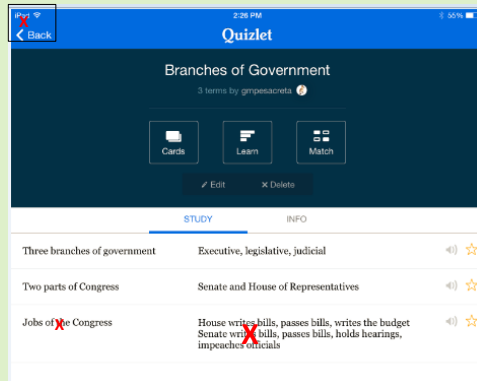 iPad 2:26 PM 55%
Back Quizlet
Branches of Government
3 terms by gmpesacreta
Cards Learn Match
Edit × Delete
STUDY INFO
Three branches of government Executive, legislative, judicial
Two parts of Congress Senate and House of Representatives
Jobs of the Congress House writes bills, passes bills, writes the budget
Senate writes bills, passes bills, holds hearings,
impeaches officials
X
X
X